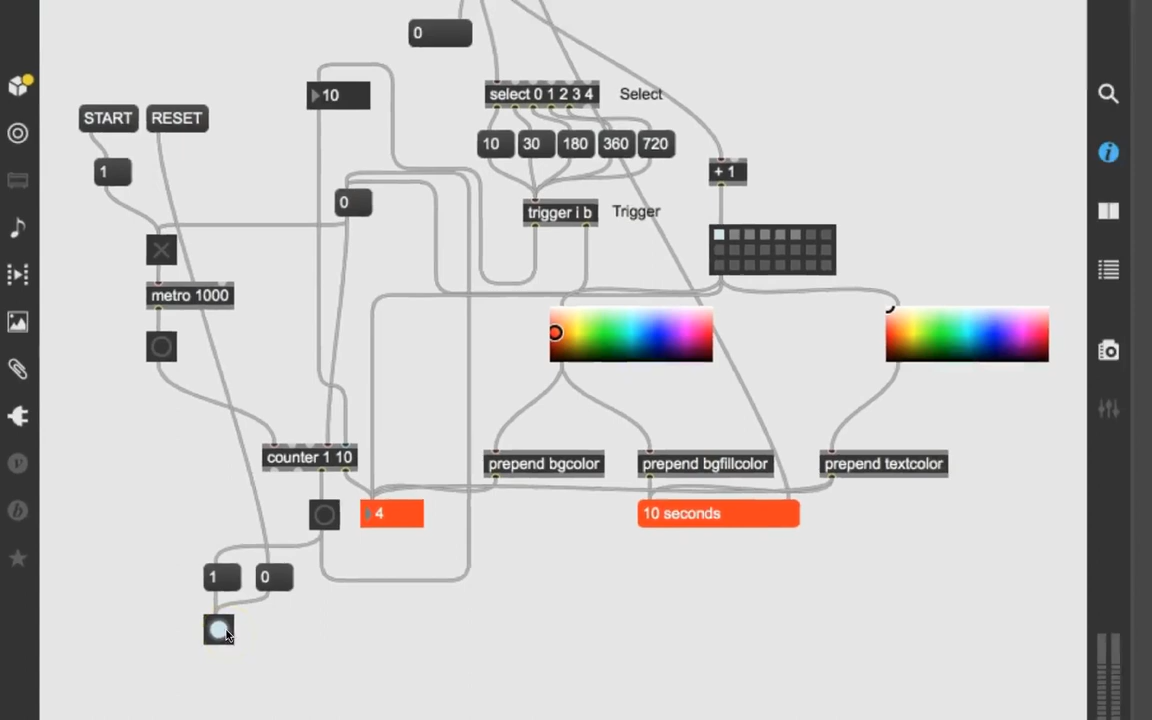 0
select 0 1 2 3 4
Select
10
START
RESET
10
30
180
360
720
1
+ 1
0
trigger i b
Trigger
metro 1000
counter 1 10
prepend bgcolor
prepend bgfillcolor
prepend textcolor
4
10 seconds
1
0